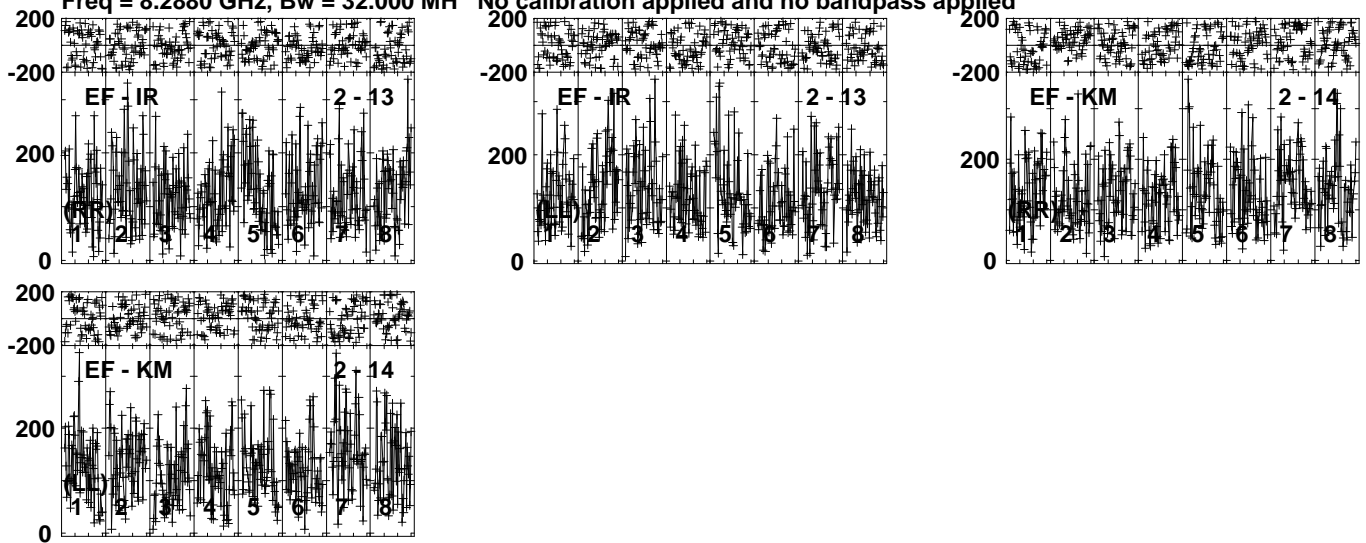 Freq = 8.2880 GHz, Bw = 32.000 MH No calibration applied and no bandpass applied
200
-200
EF - IR 2 - 13
200
(RR)
1 2 3 4 5 6 7 8
0
200
-200
EF - IR 2 - 13
200
(LL)
1 2 3 4 5 6 7 8
0
200
-200
EF - KM 2 - 14
200
(RR)
1 2 3 4 5 6 7 8
0
200
-200
EF - KM 2 - 14
200
(LL)
1 2 3 4 5 6 7 8
0